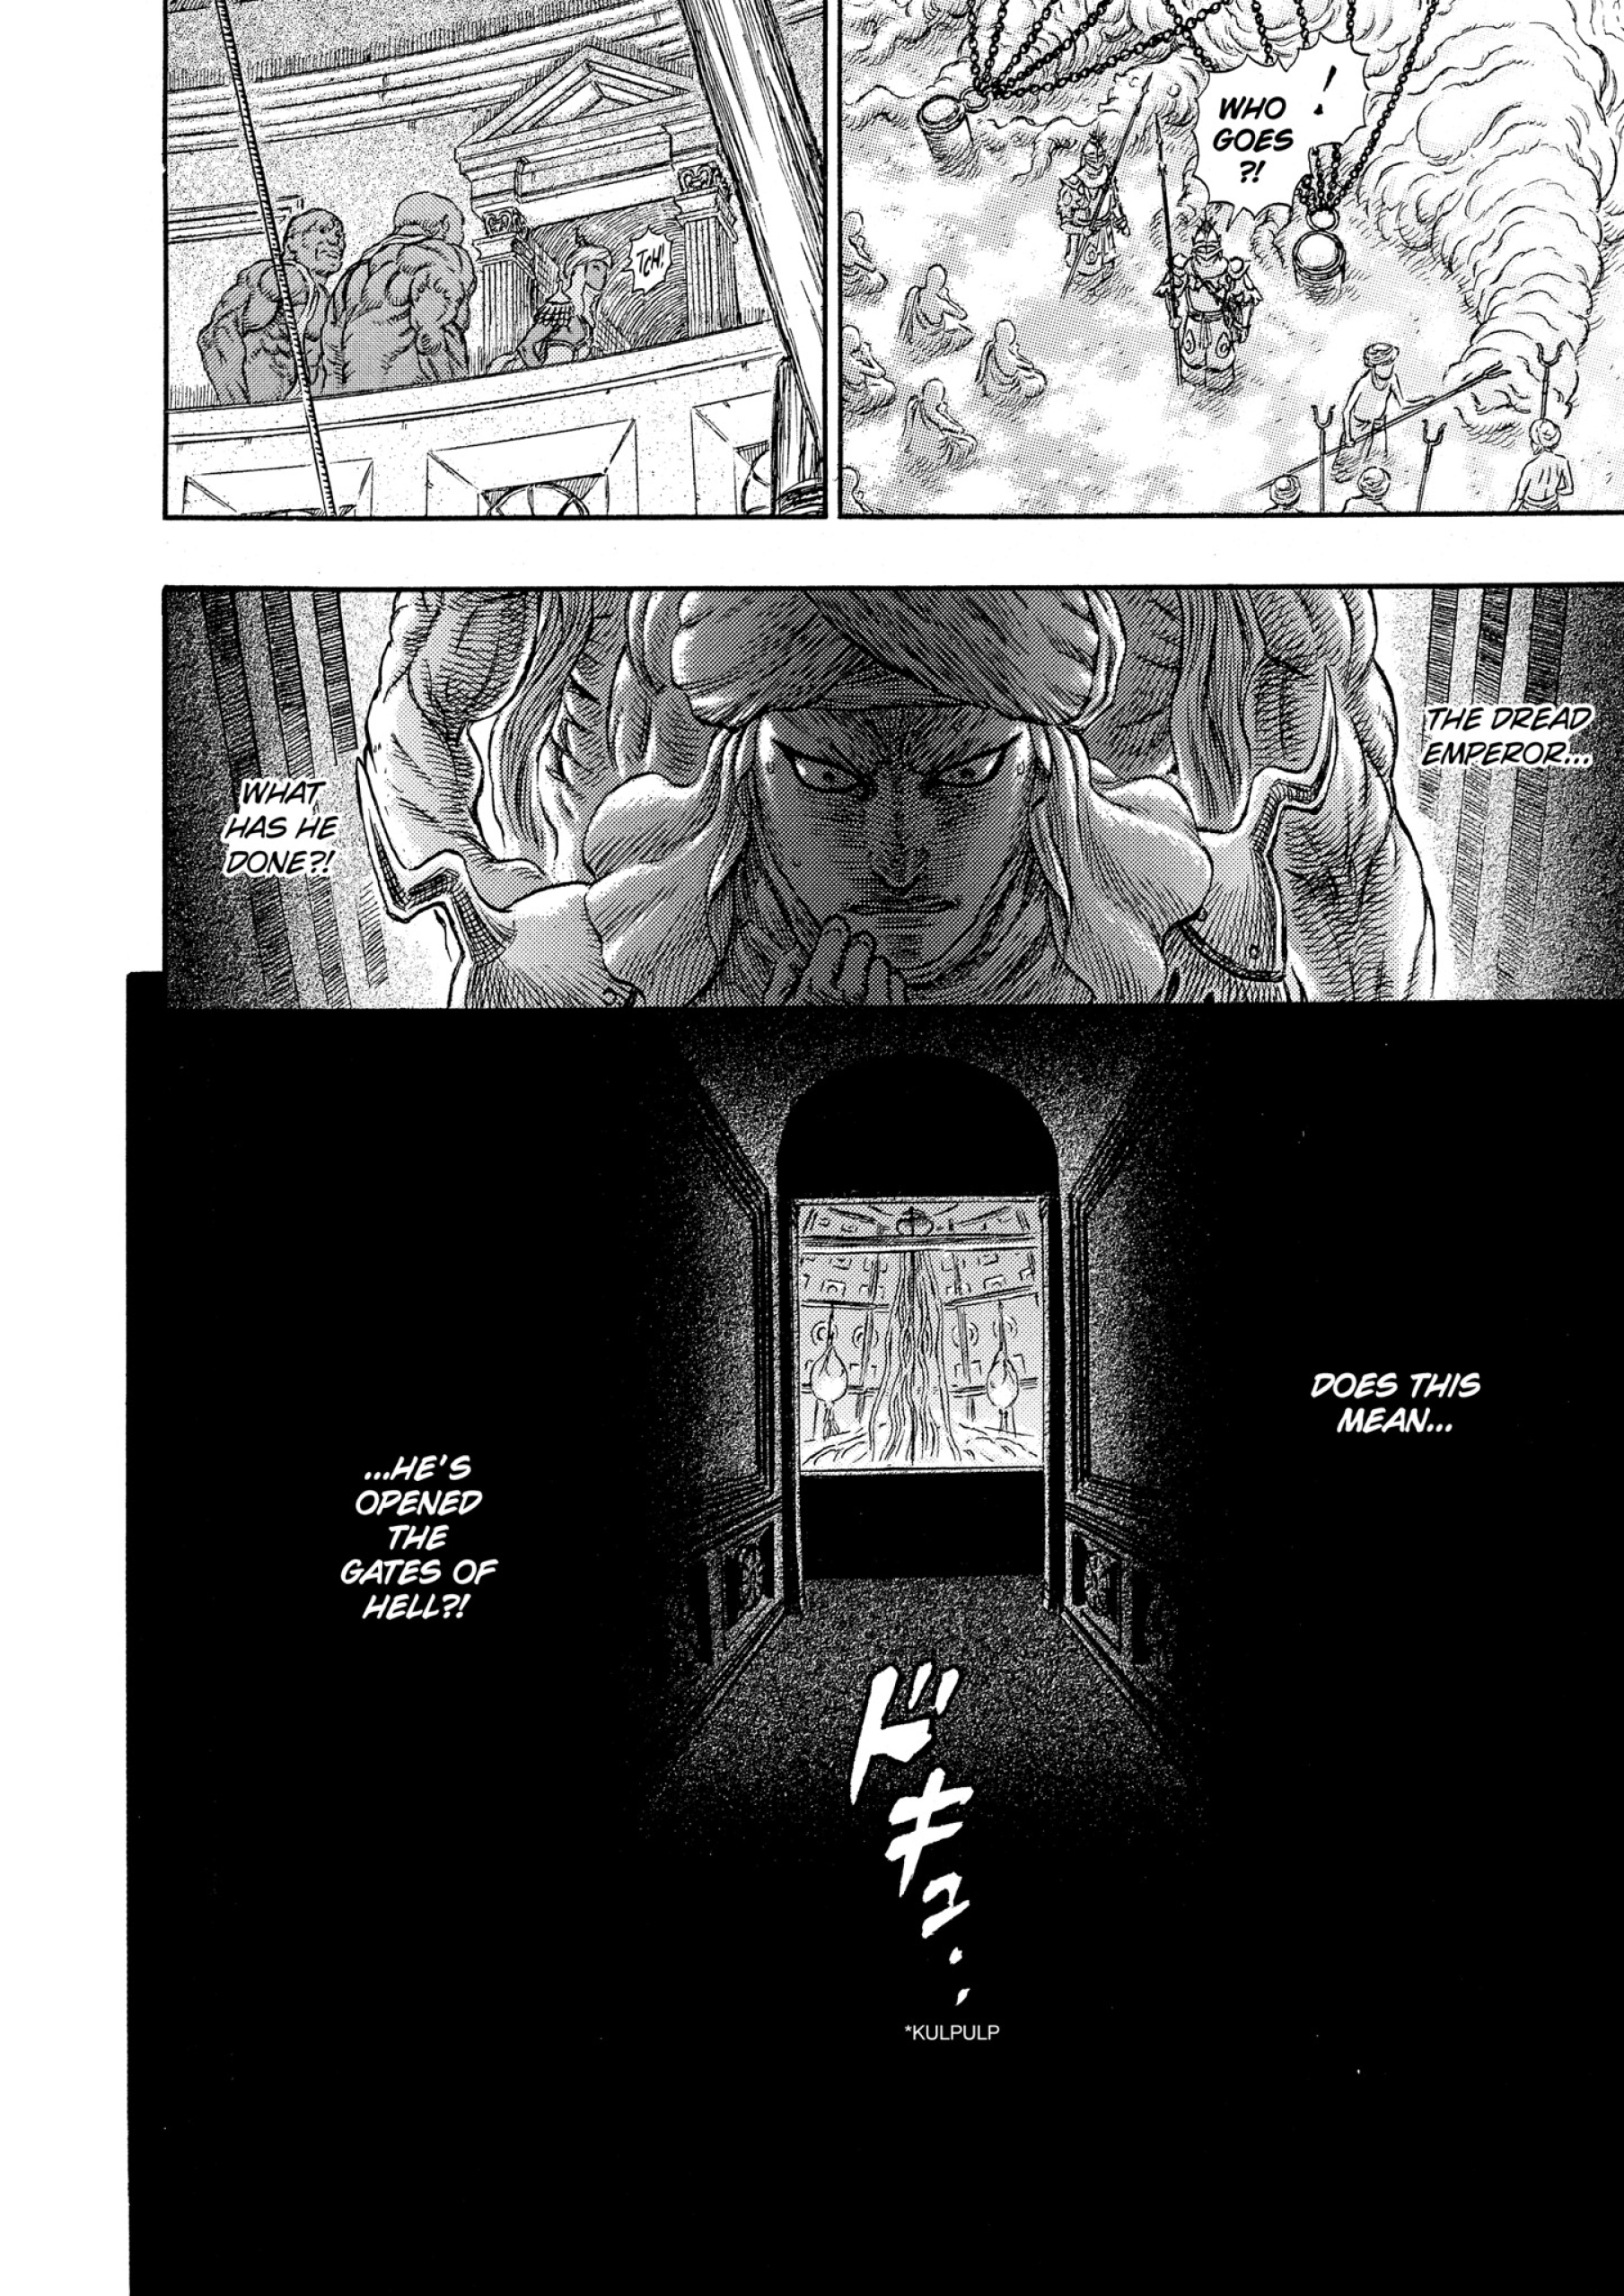 !
WHO
GOES
?!
TCH!
THE DREAD
EMPEROR...
WHAT
HAS HE
DONE?!
DOES THIS
MEAN...
...HE'S
OPENED
THE
GATES OF
HELL?!
ドキュ..
*KULPULP